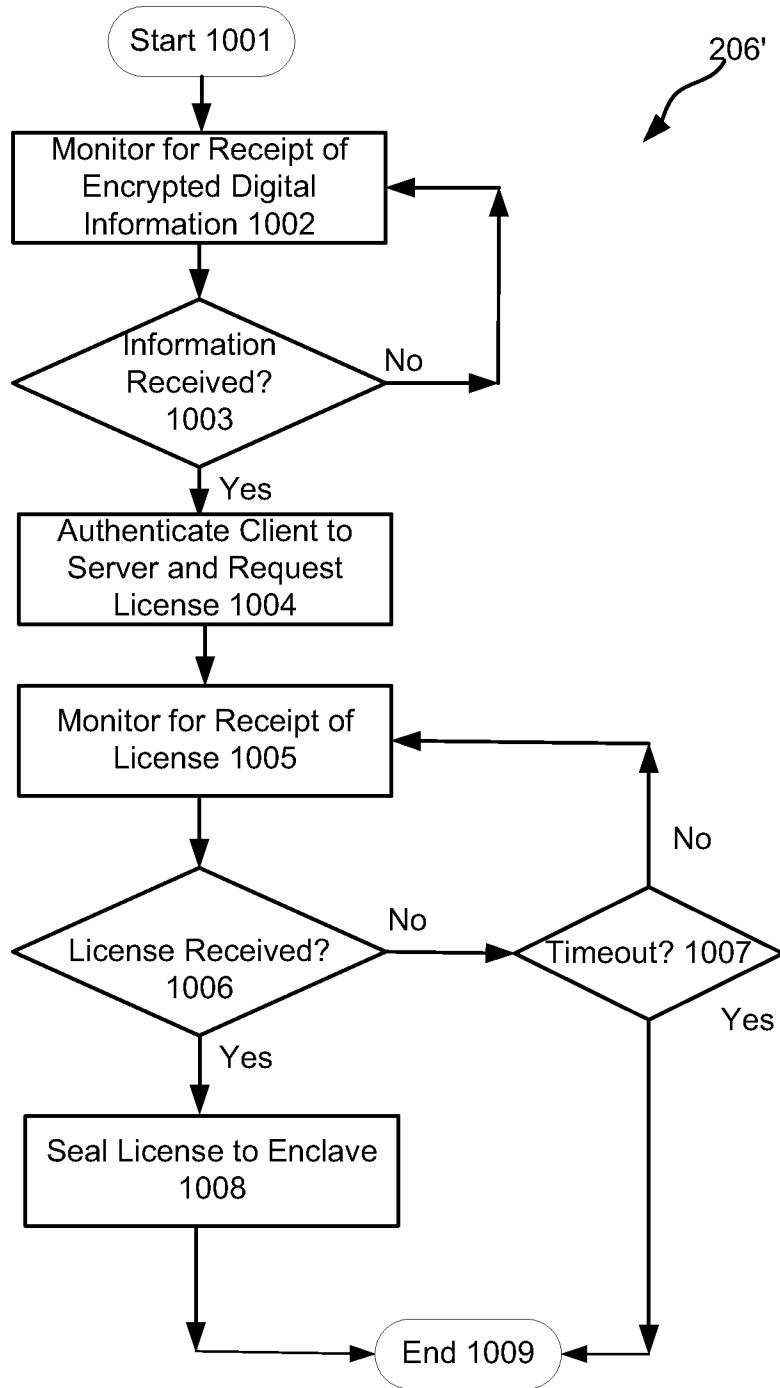 Start 1001
206'
Monitor for Receipt of
Encrypted Digital
Information 1002
Information
Received?
1003
No
Yes
Authenticate Client to
Server and Request
License 1004
Monitor for Receipt of
License 1005
No
License Received?
1006
No
Timeout? 1007
Yes
Yes
Seal License to Enclave
1008
End 1009